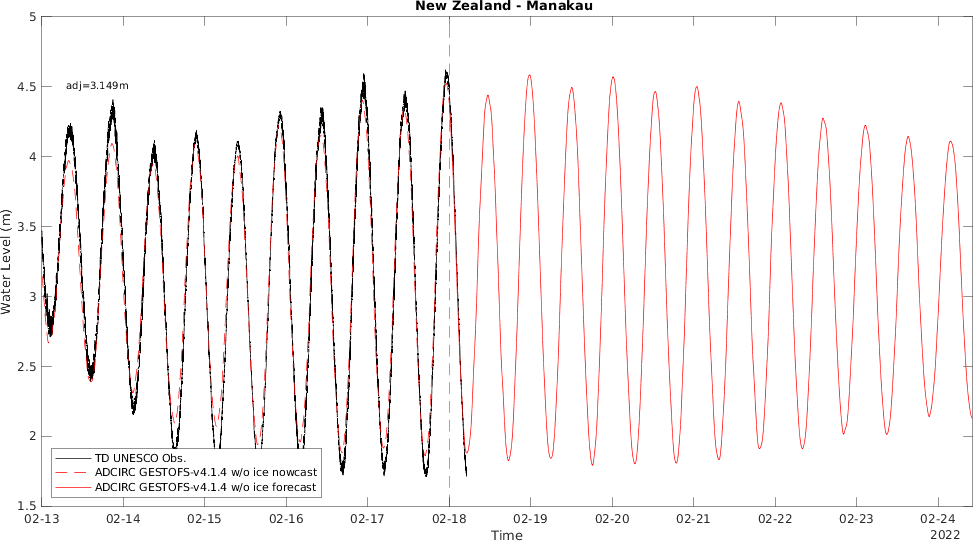 New Zealand - Manakau
5
4.5
4
3.5
3
2.5
2
1.5
Water Level (m)
adj=3.149m
TD UNESCO Obs.
ADCIRC GESTOFS-v4.1.4 w/o ice nowcast
ADCIRC GESTOFS-v4.1.4 w/o ice forecast
02-13 02-14 02-15 02-16 02-17 02-18 02-19 02-20 02-21 02-22 02-23 02-24
Time
2022